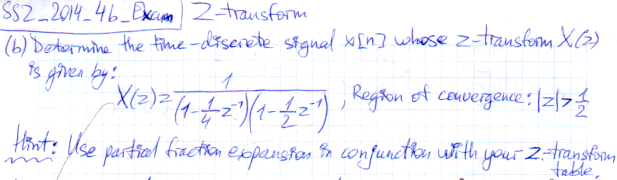 SS2_2014_4b_Exam Z-transform
(b) Determine the time-discrete signal x[n] whose z-transform X(z)
is given by:
X(z) = 1 / ((1 - 1/4 z^-1)(1 - 1/2 z^-1)), Region of convergence: |z| > 1/2
Hint: Use partial fraction expansion in conjunction with your z-transform
table.